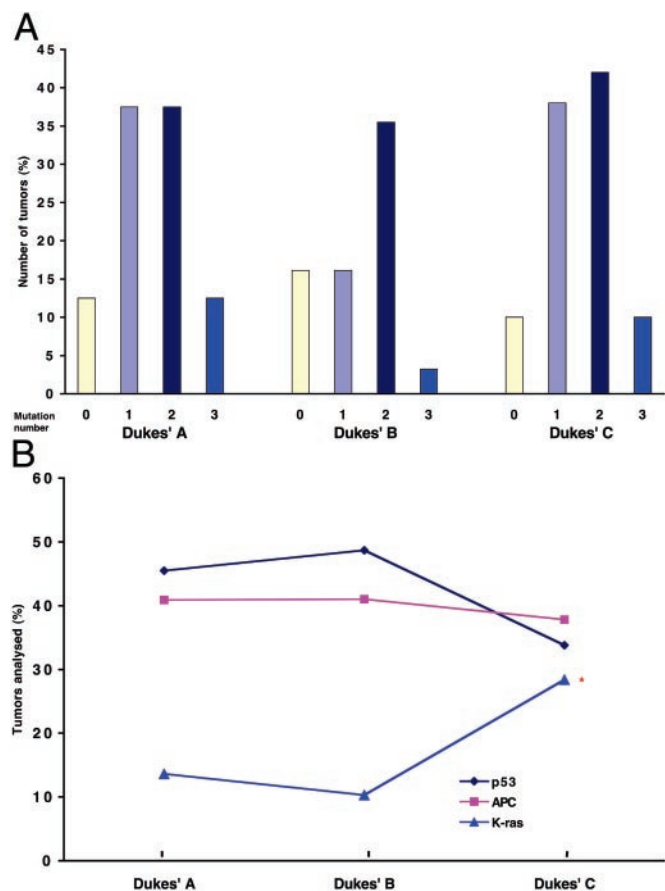 A
45
40
35
30
25
20
15
10
5
0
Number of tumors (%)
Mutation number
0 1 2 3 0 1 2 3 0 1 2 3
Dukes' A Dukes' B Dukes' C
B
60
50
40
30
20
10
0
Tumors analysed (%)
*
p53
APC
K-ras
Dukes' A Dukes' B Dukes' C